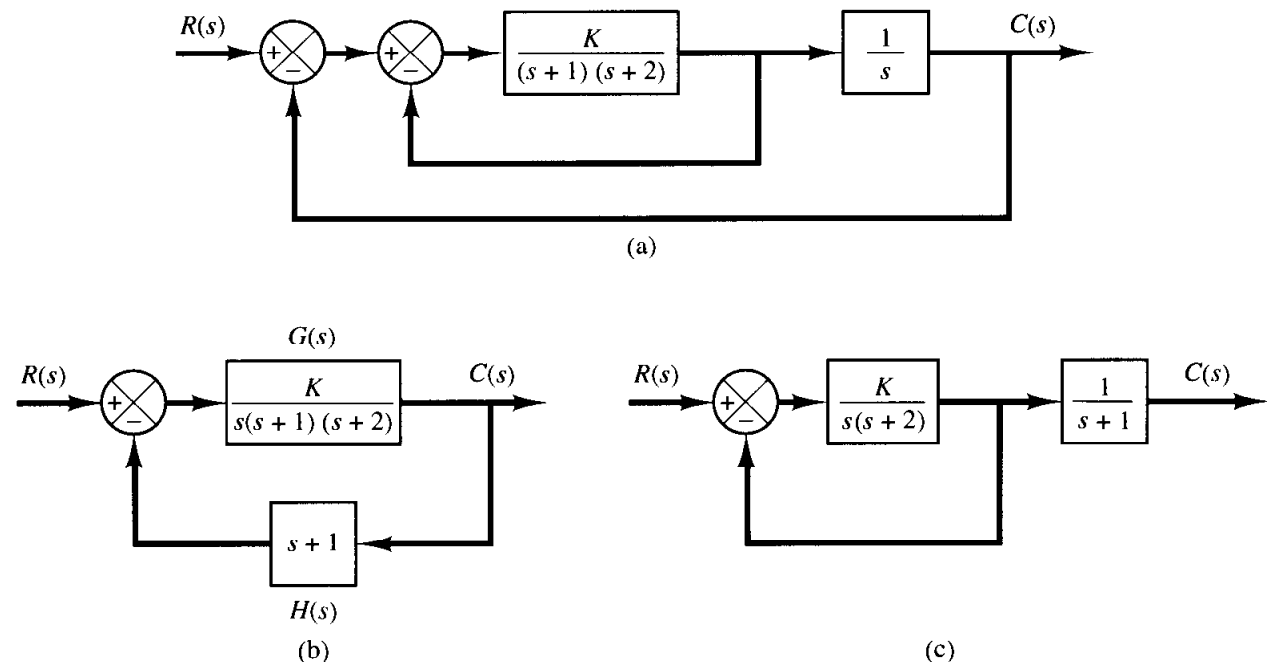 R(s)
C(s)
+
−
+
−
K
(s + 1) (s + 2)
1
s
(a)
G(s)
R(s)
C(s)
+
−
K
s(s + 1) (s + 2)
s + 1
H(s)
(b)
R(s)
C(s)
+
−
K
s(s + 2)
1
s + 1
(c)